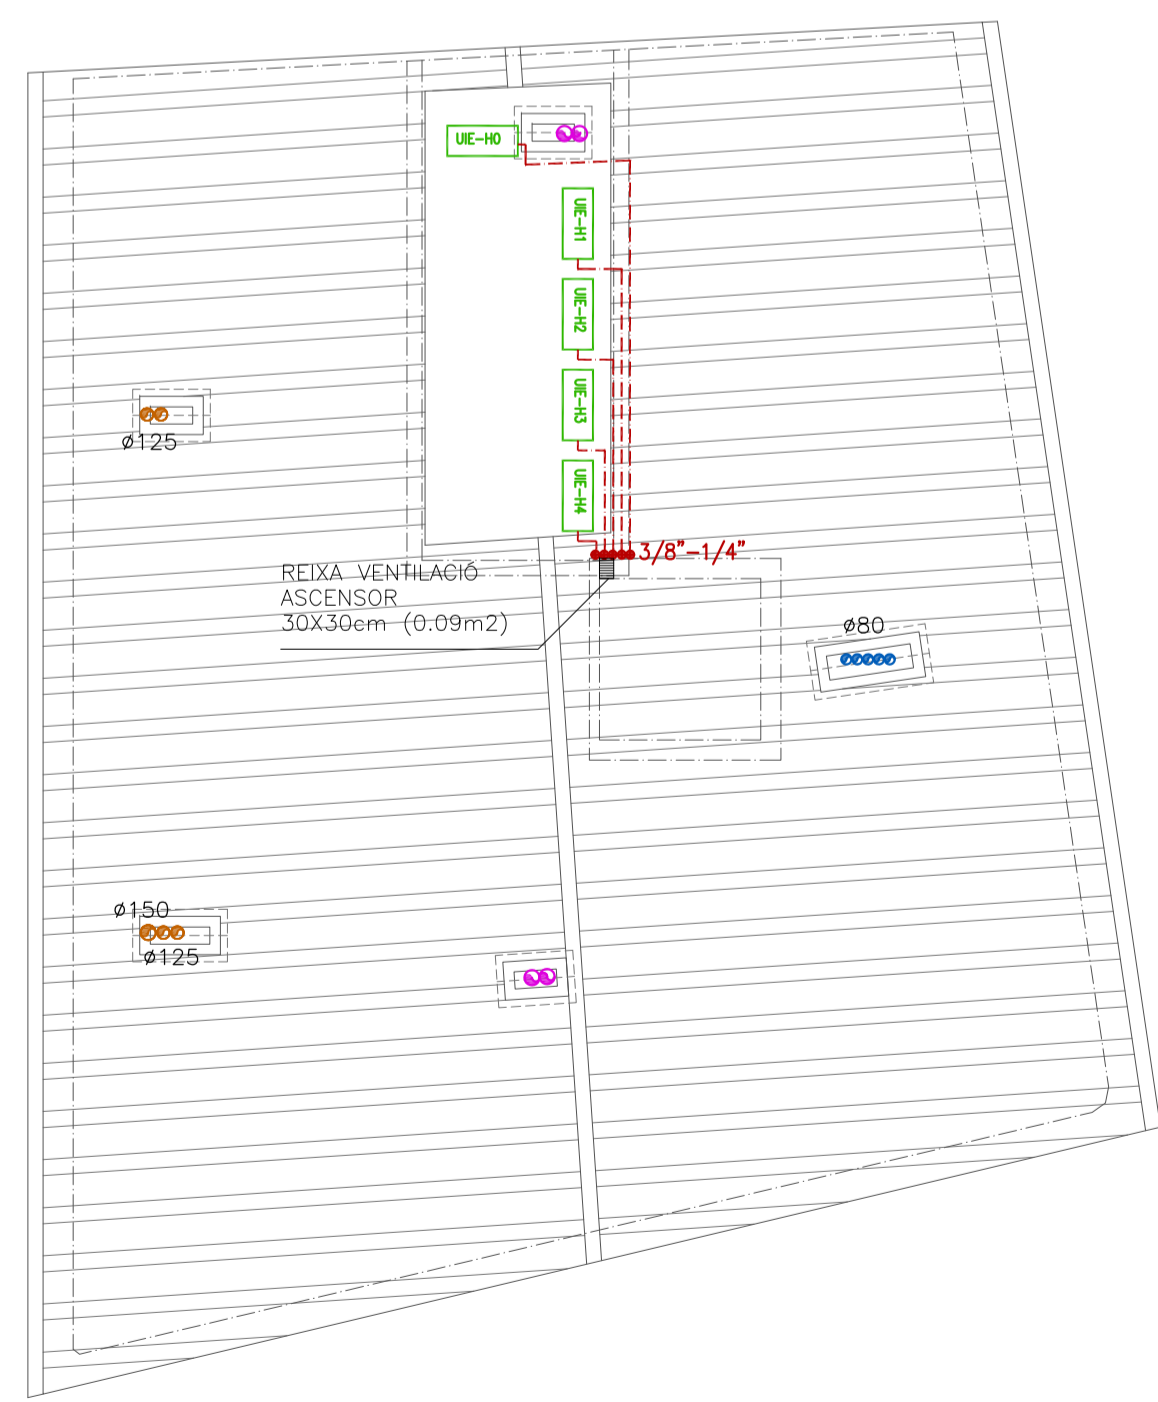 UIE-H0
UIE-H1
UIE-H2
UIE-H3
UIE-H4
ø125
3/8"-1/4"
REIXA VENTILACIÓ
ASCENSOR
30X30cm (0.09m2)
ø80
ø150
ø125